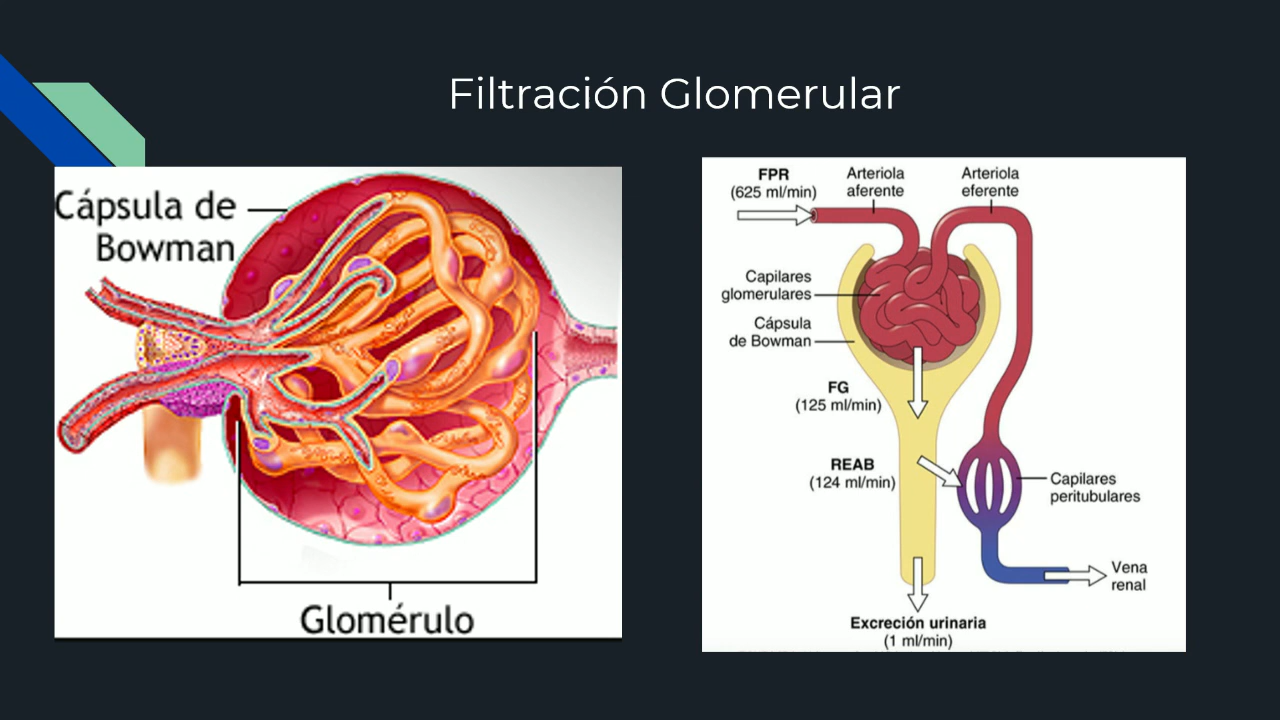 Filtración Glomerular
Cápsula de
Bowman
Glomérulo
FPR
(625 ml/min)
Arteriola
aferente
Arteriola
eferente
Capilares
glomerulares
Cápsula
de Bowman
FG
(125 ml/min)
REAB
(124 ml/min)
Capilares
peritubulares
Vena
renal
Excreción urinaria
(1 ml/min)